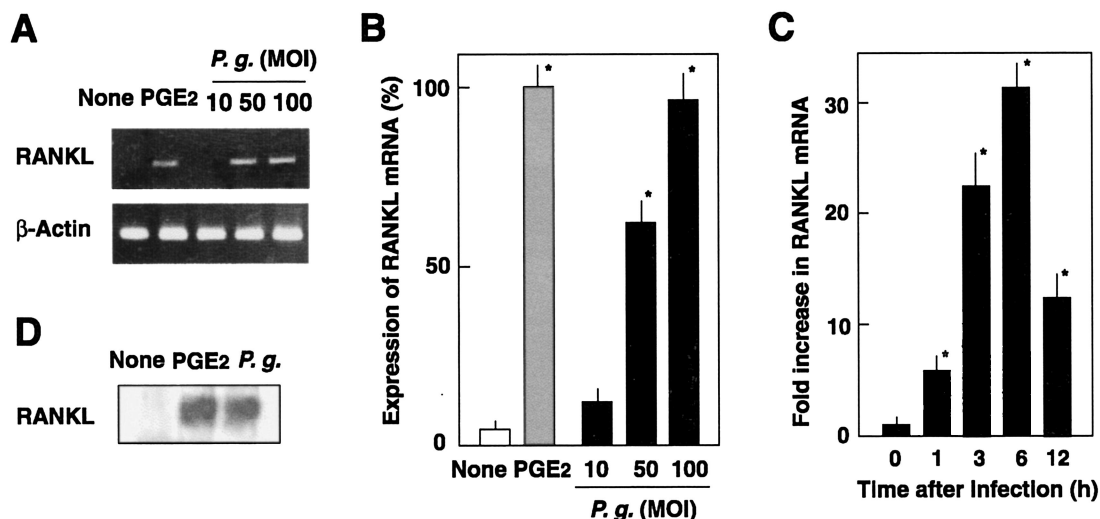 A
P. g. (MOI)
None PGE2 10 50 100
RANKL
β-Actin
D
None PGE2 P. g.
RANKL
B
Expression of RANKL mRNA (%)
100
50
0
*
*
*
None PGE2 10 50 100
P. g. (MOI)
C
Fold increase in RANKL mRNA
30
20
10
0
*
*
*
*
0 1 3 6 12
Time after infection (h)